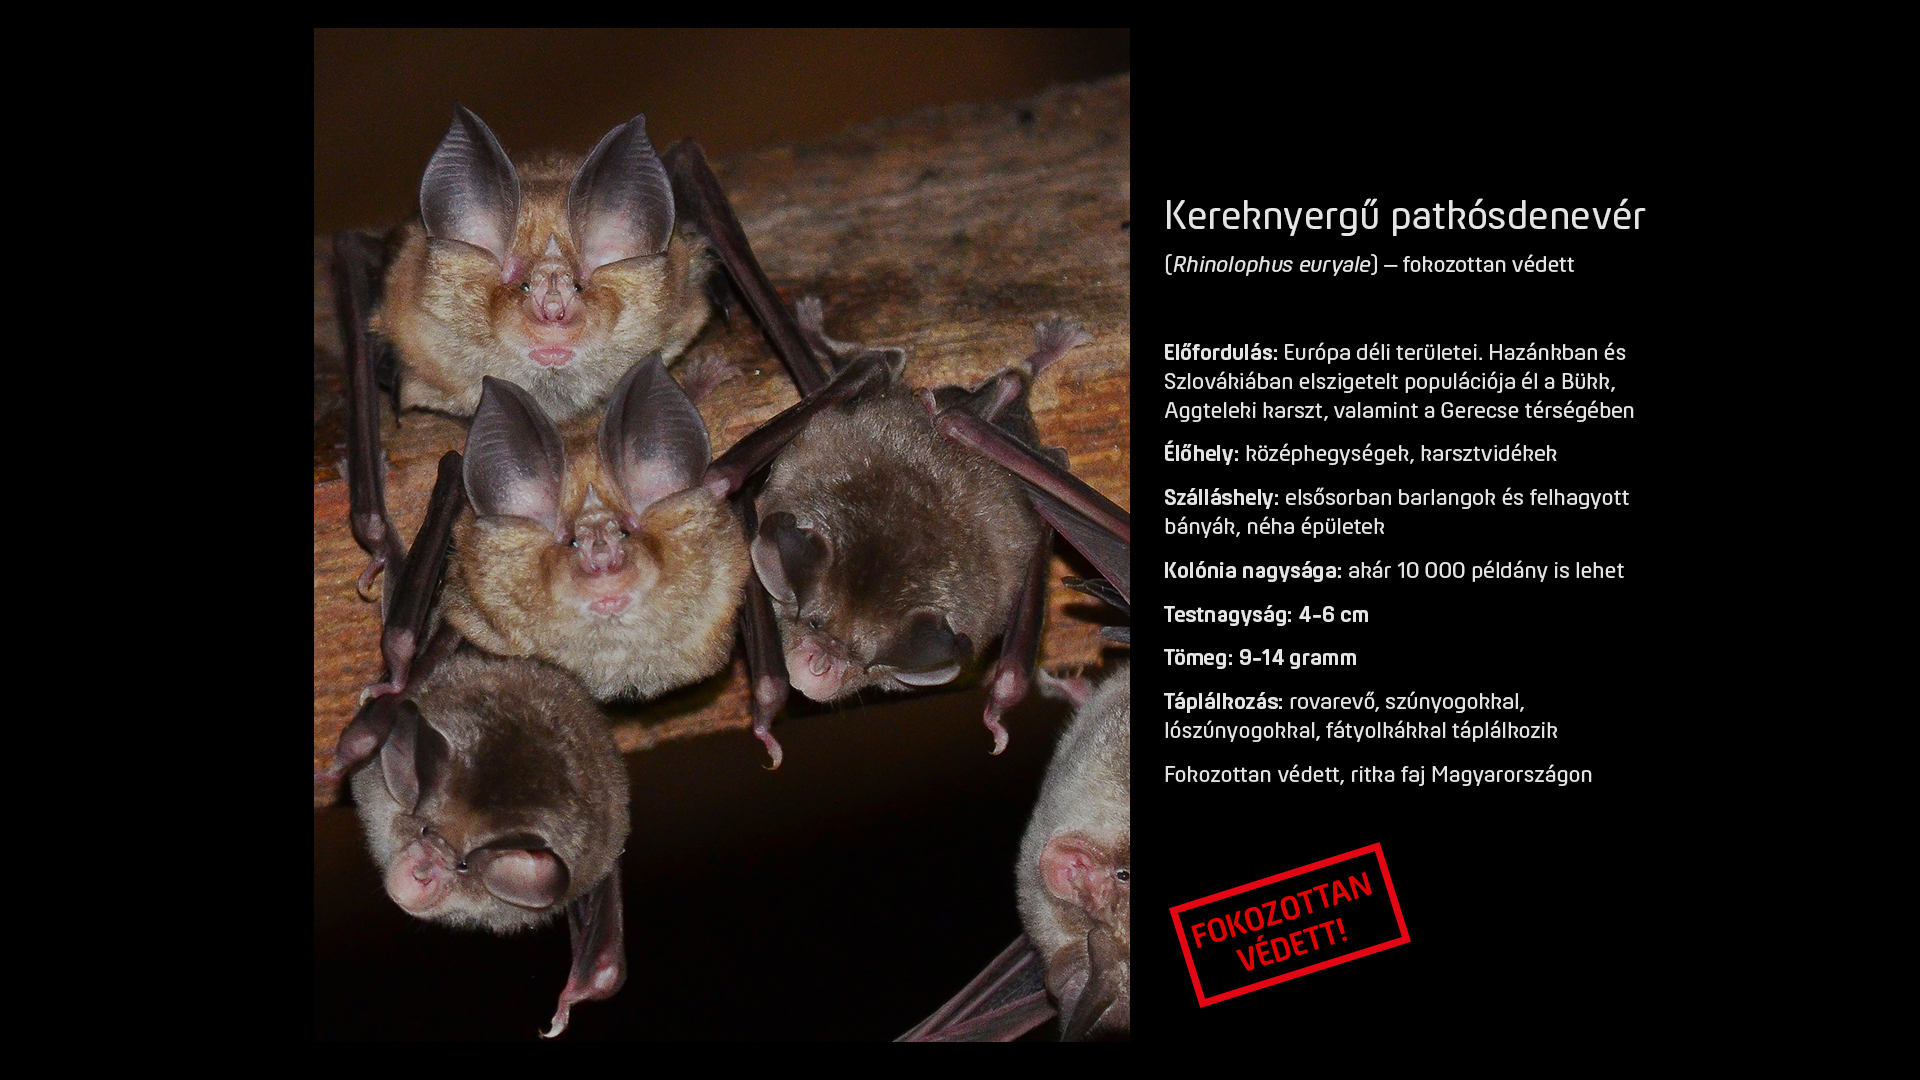 Kereknyergű patkósdenevér
(Rhinolophus euryale) – fokozottan védett
Előfordulás: Európa déli területei. Hazánkban és
Szlovákiában elszigetelt populációja él a Bükk,
Aggteleki karszt, valamint a Gerecse térségében
Élőhely: középhegységek, karsztvidékek
Szálláshely: elsősorban barlangok és felhagyott
bányák, néha épületek
Kolónia nagysága: akár 10 000 példány is lehet
Testnagyság: 4-6 cm
Tömeg: 9-14 gramm
Táplálkozás: rovarevő, szúnyogokkal,
lószúnyogokkal, fátyolkákkal táplálkozik
Fokozottan védett, ritka faj Magyarországon
FOKOZOTTAN
VÉDETT!